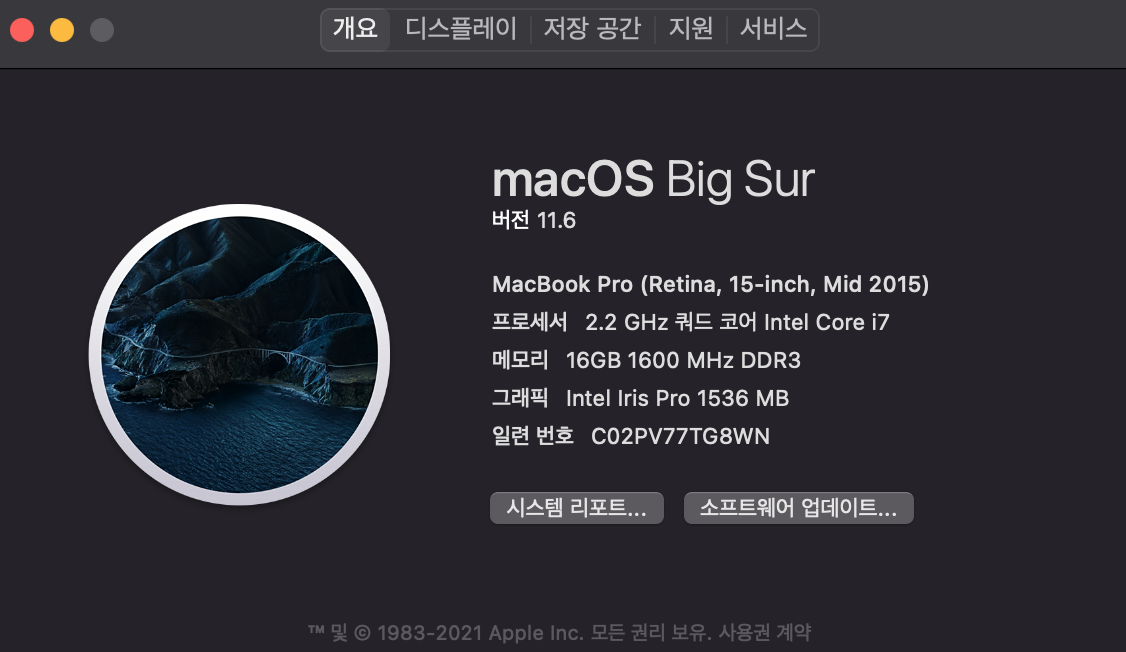 개요 디스플레이 저장 공간 지원 서비스
macOS Big Sur
버전 11.6
MacBook Pro (Retina, 15-inch, Mid 2015)
프로세서 2.2 GHz 쿼드 코어 Intel Core i7
메모리 16GB 1600 MHz DDR3
그래픽 Intel Iris Pro 1536 MB
일련 번호 C02PV77TG8WN
시스템 리포트... 소프트웨어 업데이트...
™ 및 © 1983-2021 Apple Inc. 모든 권리 보유. 사용권 계약